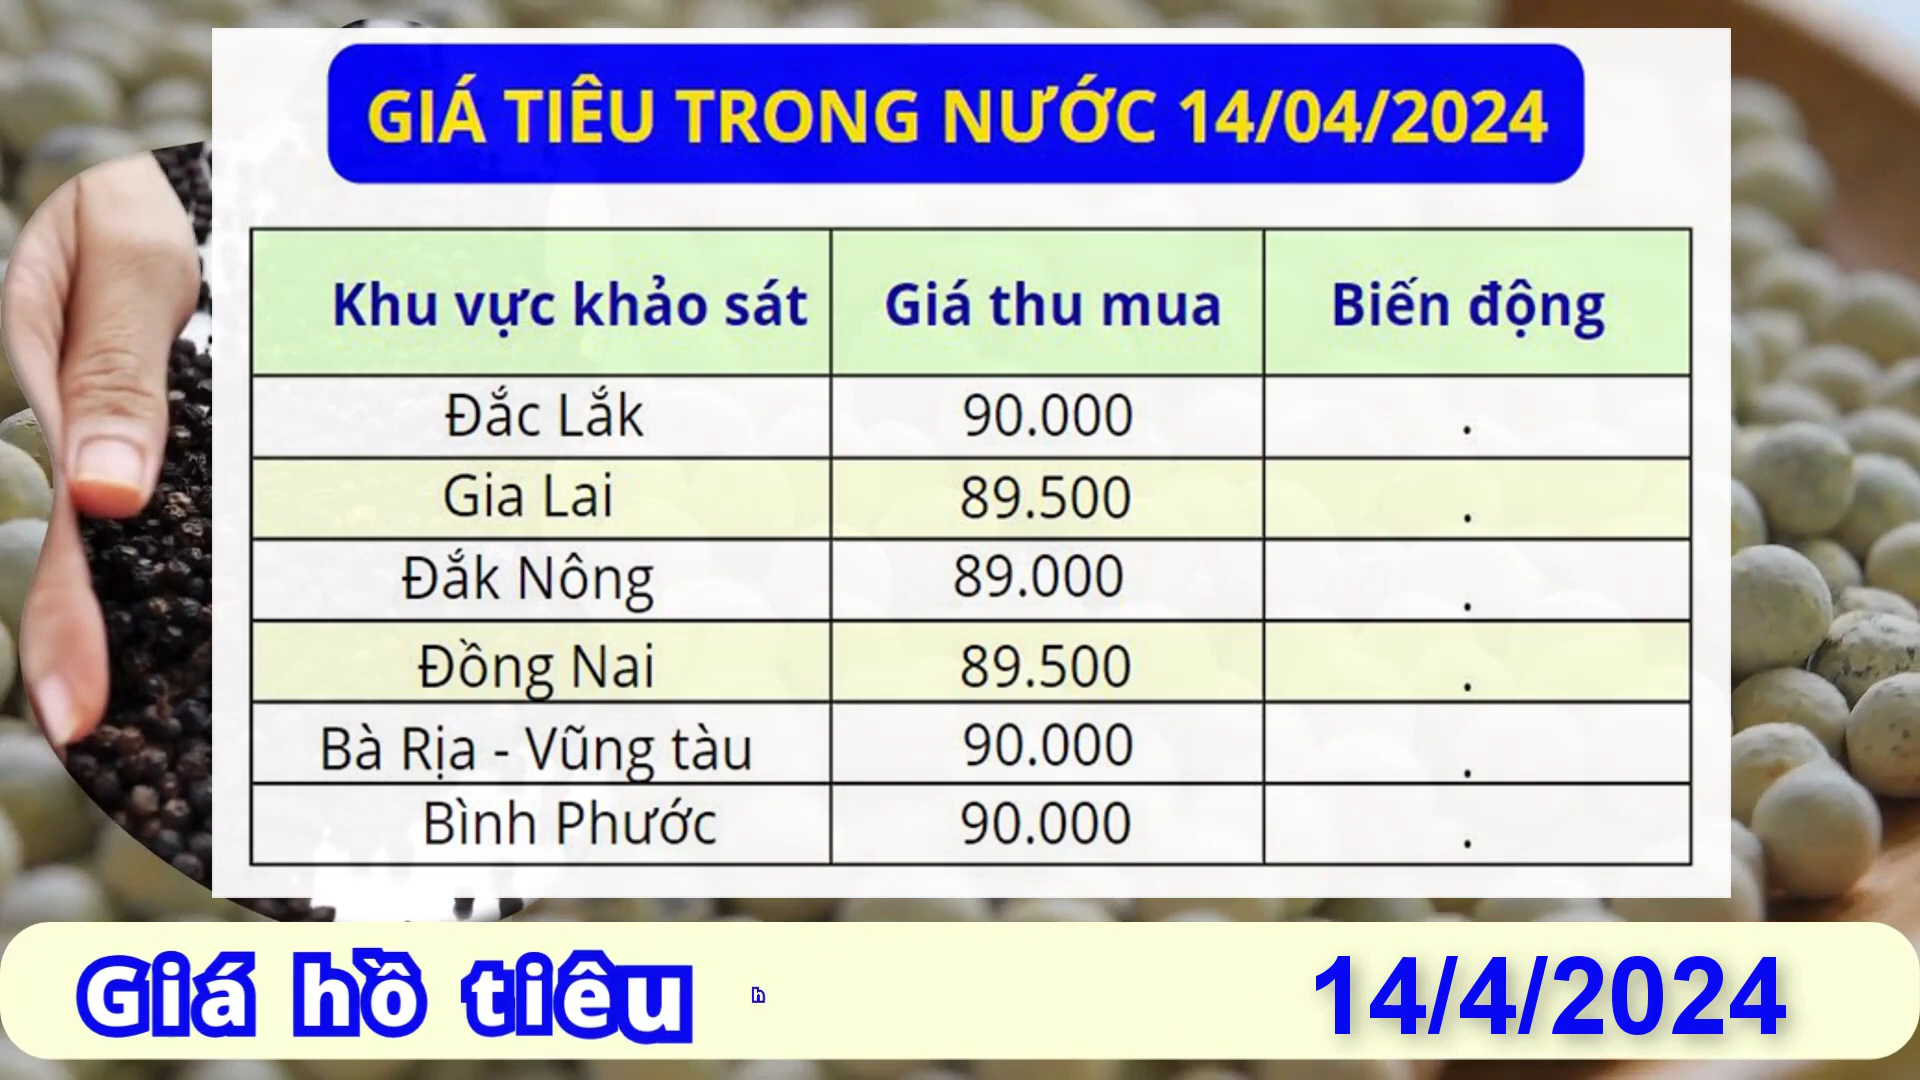 GIÁ TIÊU TRONG NƯỚC 14/04/2024
Khu vực khảo sát Giá thu mua Biến động
Đắc Lắk 90.000 .
Gia Lai 89.500 .
Đắk Nông 89.000 .
Đồng Nai 89.500 .
Bà Rịa - Vũng tàu 90.000 .
Bình Phước 90.000 .
Giá hồ tiêu h 14/4/2024